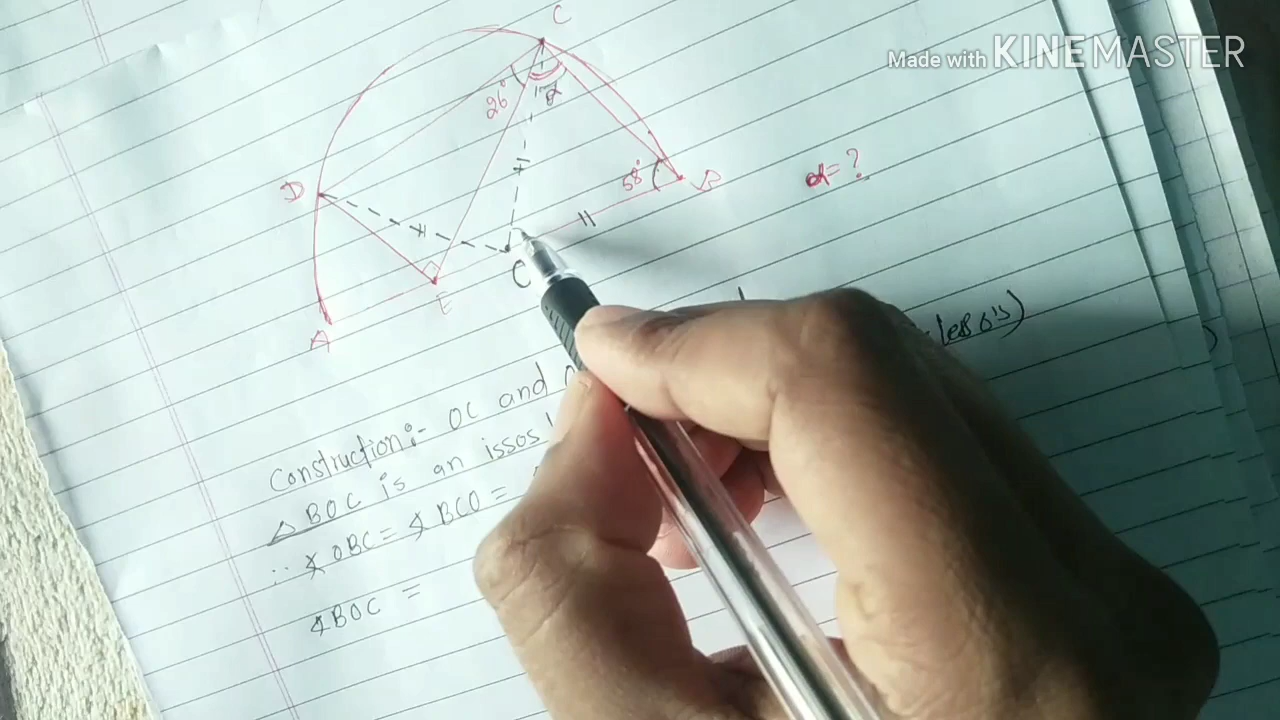 Made with KINEMASTER
C
26°
α
D
58°
B
α = ?
E
A
Construction:- OC and
△BOC is an issos
∴ ∡OBC = ∡BCO =
∡BOC =